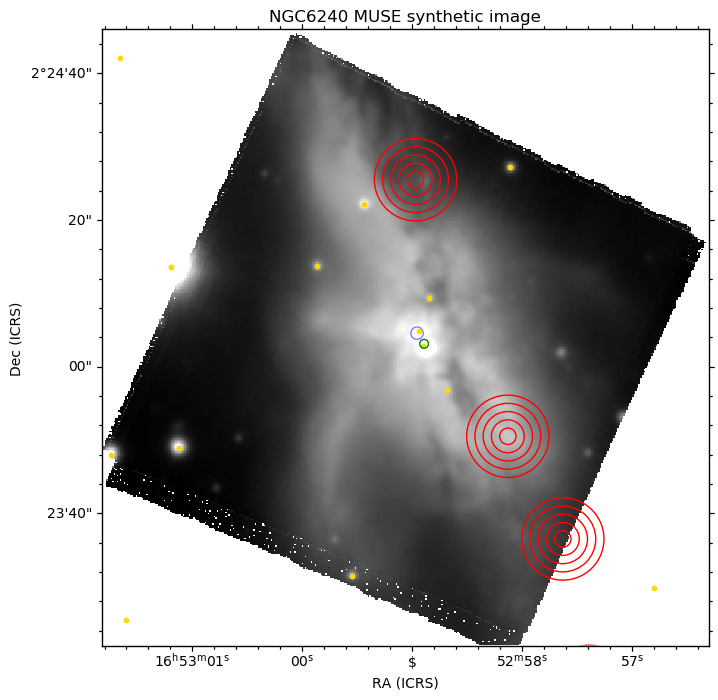 NGC6240 MUSE synthetic image
2°24'40"
20"
00"
23'40"
Dec (ICRS)
16ʰ53ᵐ01ˢ 00ˢ $ 52ᵐ58ˢ 57ˢ
RA (ICRS)